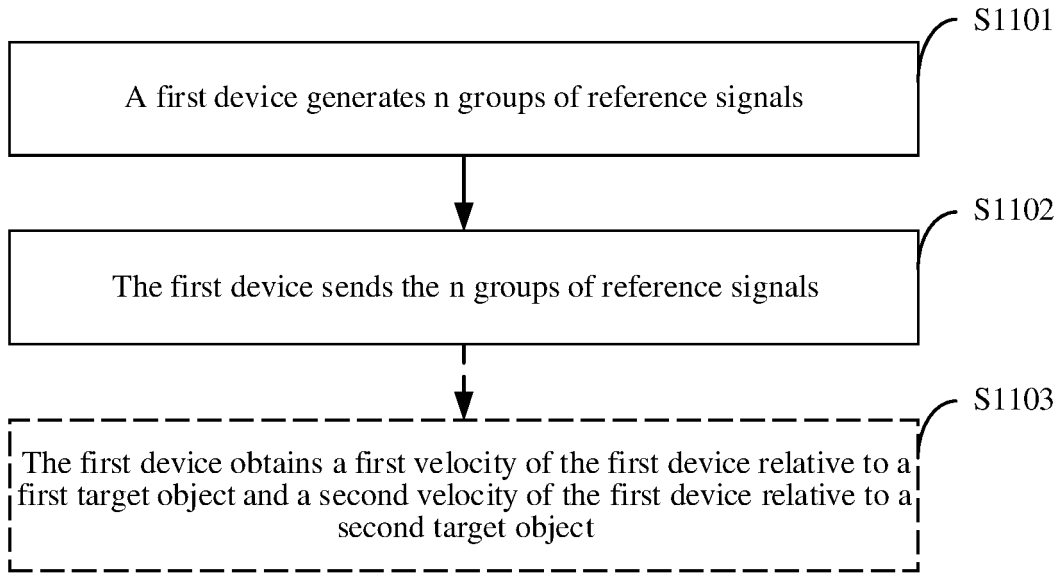 S1101
A first device generates n groups of reference signals
S1102
The first device sends the n groups of reference signals
S1103
The first device obtains a first velocity of the first device relative to a
first target object and a second velocity of the first device relative to a
second target object